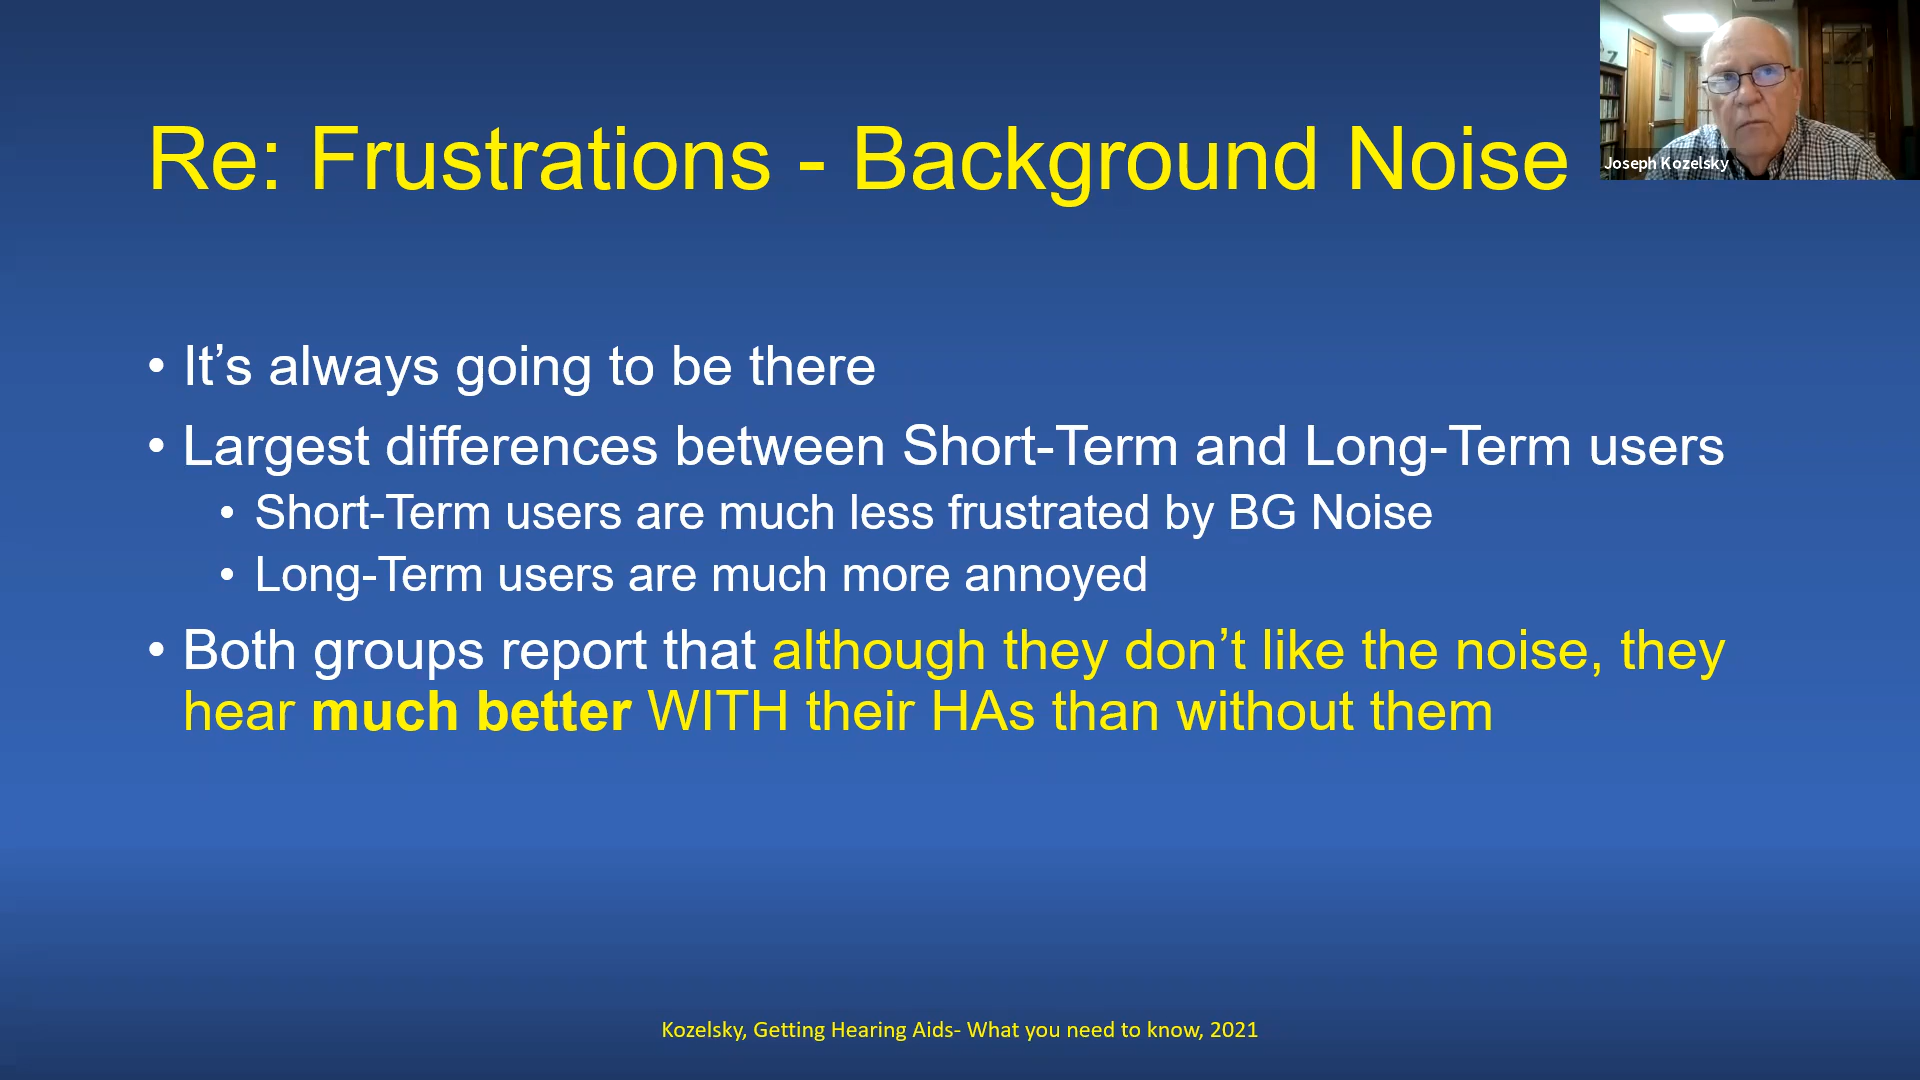 Re: Frustrations - Background Noise
Joseph Kozelsky
• It’s always going to be there
• Largest differences between Short-Term and Long-Term users
• Short-Term users are much less frustrated by BG Noise
• Long-Term users are much more annoyed
• Both groups report that although they don’t like the noise, they
hear much better WITH their HAs than without them
Kozelsky, Getting Hearing Aids- What you need to know, 2021